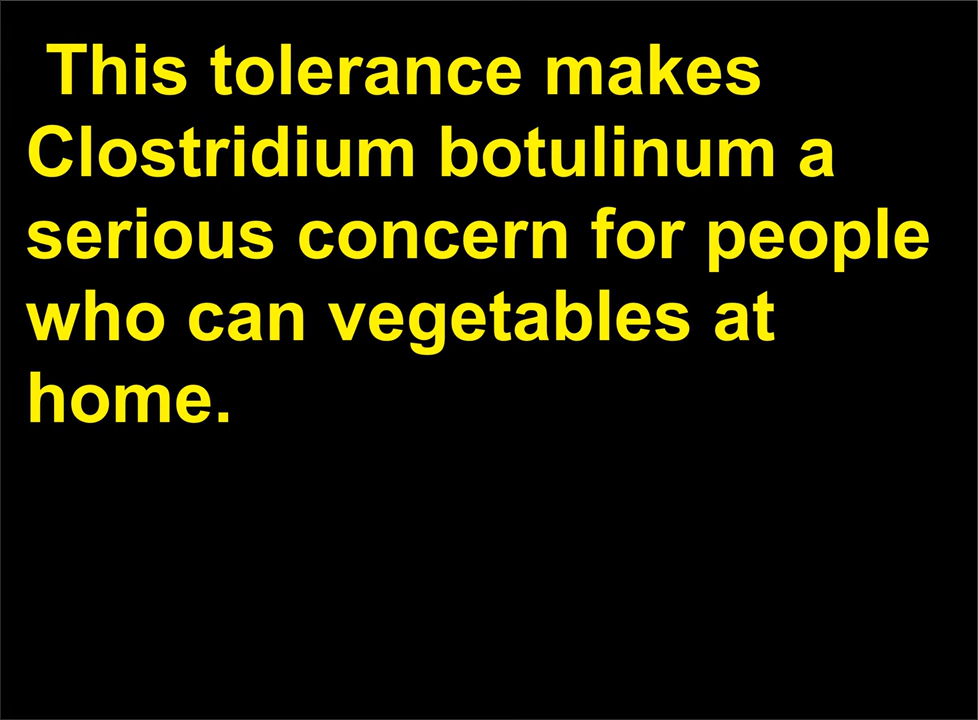 This tolerance makes
Clostridium botulinum a
serious concern for people
who can vegetables at
home.